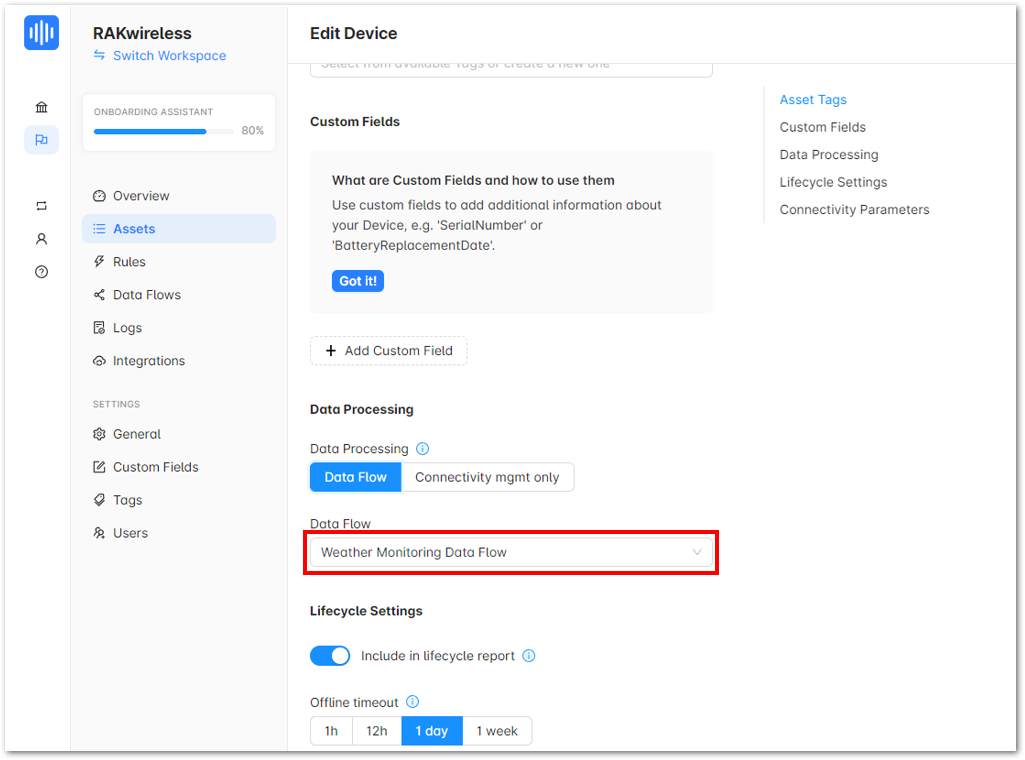 RAKwireless
Switch Workspace
ONBOARDING ASSISTANT
80%
Overview
Assets
Rules
Data Flows
Logs
Integrations
SETTINGS
General
Custom Fields
Tags
Users
Edit Device
Select from available Tags or create a new one
Custom Fields
What are Custom Fields and how to use them
Use custom fields to add additional information about
your Device, e.g. 'SerialNumber' or
'BatteryReplacementDate'.
Got it!
+ Add Custom Field
Data Processing
Data Processing
Data Flow
Connectivity mgmt only
Data Flow
Weather Monitoring Data Flow
Lifecycle Settings
Include in lifecycle report
Offline timeout
1h
12h
1 day
1 week
Asset Tags
Custom Fields
Data Processing
Lifecycle Settings
Connectivity Parameters